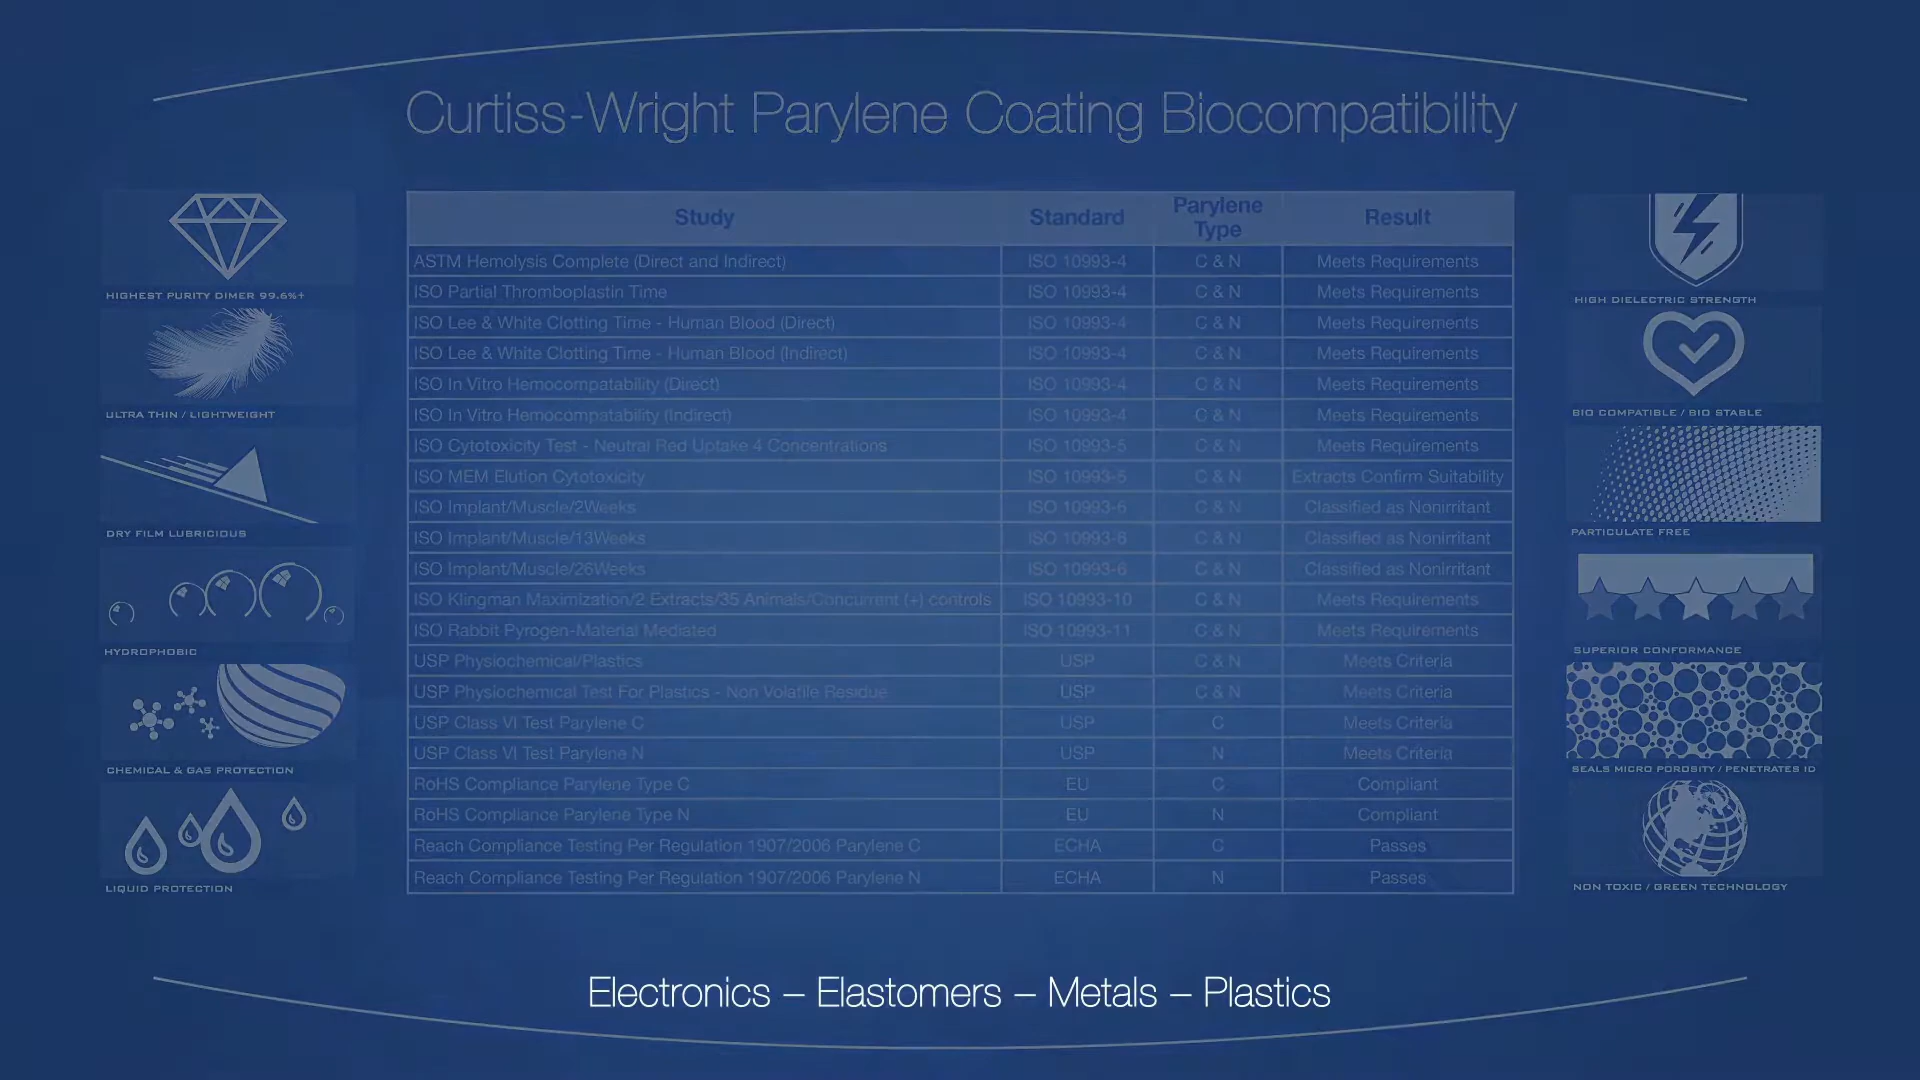 Curtiss-Wright Parylene Coating Biocompatibility
HIGHEST PURITY DIMER 99.6%+
ULTRA THIN / LIGHTWEIGHT
DRY FILM LUBRICIOUS
HYDROPHOBIC
CHEMICAL & GAS PROTECTION
LIQUID PROTECTION
Study Standard Parylene Type Result
ASTM Hemolysis Complete (Direct and Indirect) ISO 10993-4 C & N Meets Requirements
ISO Partial Thromboplastin Time ISO 10993-4 C & N Meets Requirements
ISO Lee & White Clotting Time - Human Blood (Direct) ISO 10993-4 C & N Meets Requirements
ISO Lee & White Clotting Time - Human Blood (Indirect) ISO 10993-4 C & N Meets Requirements
ISO In Vitro Hemocompatability (Direct) ISO 10993-4 C & N Meets Requirements
ISO In Vitro Hemocompatability (Indirect) ISO 10993-4 C & N Meets Requirements
ISO Cytotoxicity Test - Neutral Red Uptake 4 Concentrations ISO 10993-5 C & N Meets Requirements
ISO MEM Elution Cytotoxicity ISO 10993-5 C & N Extracts Confirm Suitability
ISO Implant/Muscle/2Weeks ISO 10993-6 C & N Classified as Nonirritant
ISO Implant/Muscle/13Weeks ISO 10993-6 C & N Classified as Nonirritant
ISO Implant/Muscle/26Weeks ISO 10993-6 C & N Classified as Nonirritant
ISO Klingman Maximization/2 Extracts/35 Animals/Concurrent (+) controls ISO 10993-10 C & N Meets Requirements
ISO Rabbit Pyrogen-Material Mediated ISO 10993-11 C & N Meets Requirements
USP Physiochemical/Plastics USP C & N Meets Criteria
USP Physiochemical Test For Plastics - Non Volatile Residue USP C & N Meets Criteria
USP Class VI Test Parylene C USP C Meets Criteria
USP Class VI Test Parylene N USP N Meets Criteria
RoHS Compliance Parylene Type C EU C Compliant
RoHS Compliance Parylene Type N EU N Compliant
Reach Compliance Testing Per Regulation 1907/2006 Parylene C ECHA C Passes
Reach Compliance Testing Per Regulation 1907/2006 Parylene N ECHA N Passes
HIGH DIELECTRIC STRENGTH
BIO COMPATIBLE / BIO STABLE
PARTICULATE FREE
SUPERIOR CONFORMANCE
SEALS MICRO POROSITY / PENETRATES ID
NON TOXIC / GREEN TECHNOLOGY
Electronics – Elastomers – Metals – Plastics